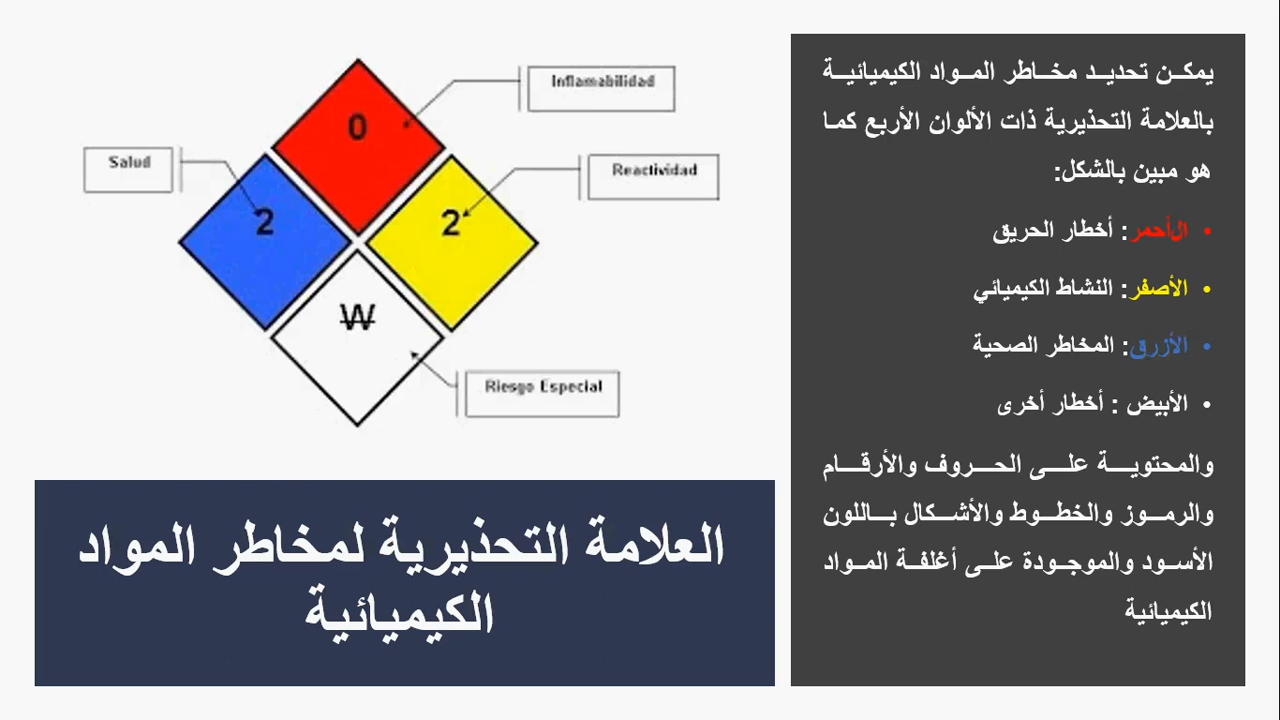 يمكن تحديد مخاطر المواد الكيميائية
بالعلامة التحذيرية ذات الألوان الأربع كما
هو مبين بالشكل:
• الأحمر: أخطار الحريق
• الأصفر: النشاط الكيميائي
• الأزرق: المخاطر الصحية
• الأبيض : أخطار أخرى
والمحتوية على الحروف والأرقام
والرموز والخطوط والأشكال باللون
الأسود والموجودة على أغلفة المواد
الكيميائية
Inflamabilidad
0
Salud
Reactividad
2
2
W
Riesgo Especial
العلامة التحذيرية لمخاطر المواد
الكيميائية